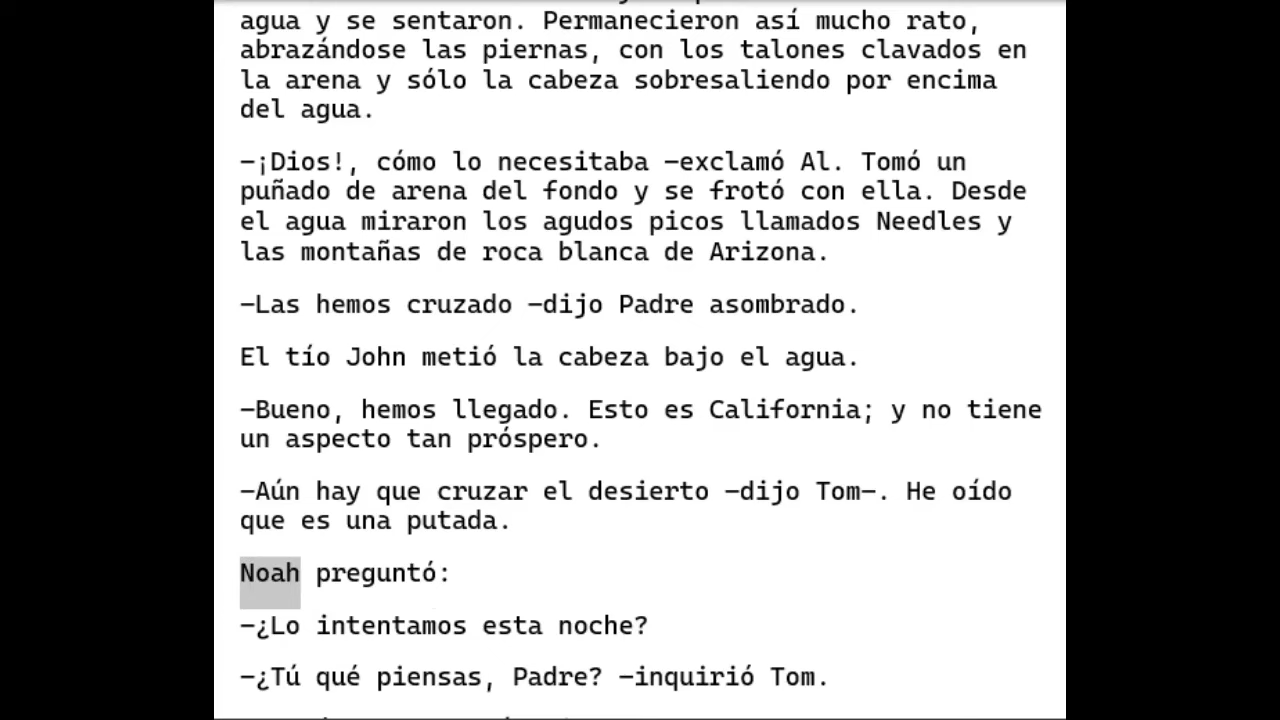 agua y se sentaron. Permanecieron así mucho rato,
abrazándose las piernas, con los talones clavados en
la arena y sólo la cabeza sobresaliendo por encima
del agua.
—¡Dios!, cómo lo necesitaba —exclamó Al. Tomó un
puñado de arena del fondo y se frotó con ella. Desde
el agua miraron los agudos picos llamados Needles y
las montañas de roca blanca de Arizona.
—Las hemos cruzado —dijo Padre asombrado.
El tío John metió la cabeza bajo el agua.
—Bueno, hemos llegado. Esto es California; y no tiene
un aspecto tan próspero.
—Aún hay que cruzar el desierto —dijo Tom—. He oído
que es una putada.
Noah preguntó:
—¿Lo intentamos esta noche?
—¿Tú qué piensas, Padre? —inquirió Tom.